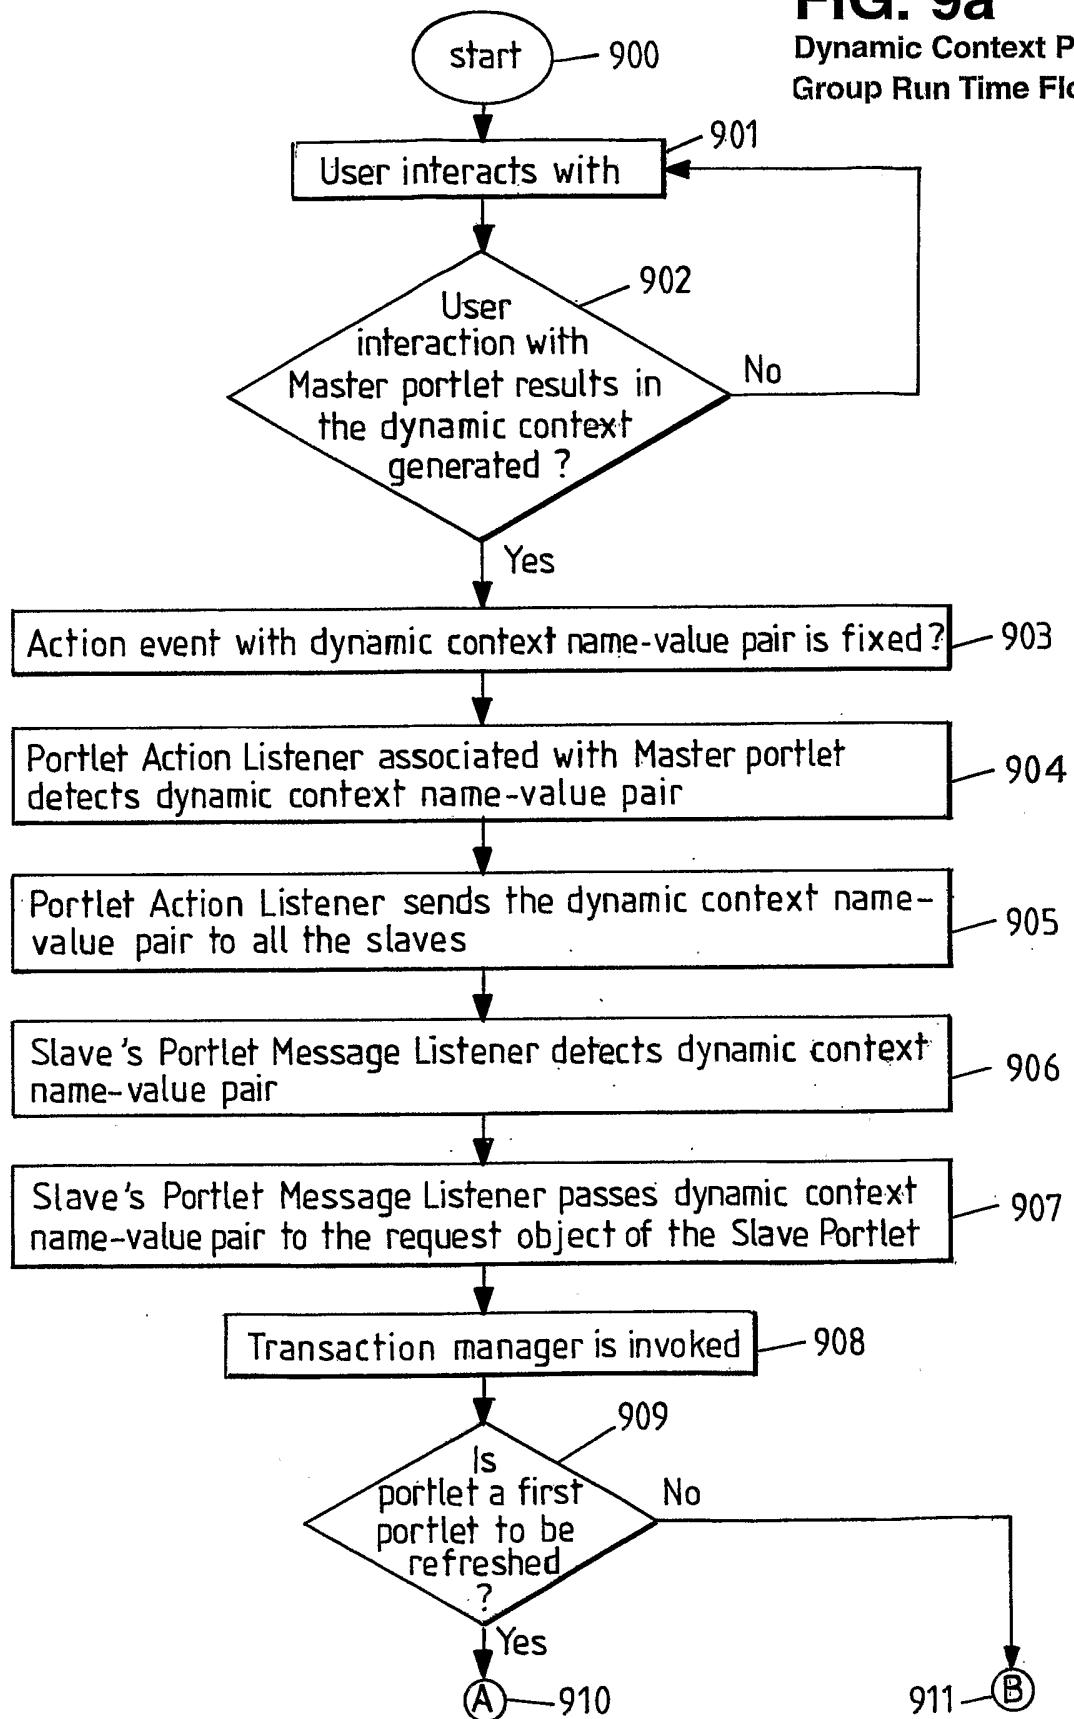 FIG. 9a
Dynamic Context P
Group Run Time Flo
start
900
901
User interacts with
902
User
interaction with
Master portlet results in
the dynamic context
generated ?
No
Yes
Action event with dynamic context name-value pair is fixed?
903
Portlet Action Listener associated with Master portlet
detects dynamic context name-value pair
904
Portlet Action Listener sends the dynamic context name-
value pair to all the slaves
905
Slave's Portlet Message Listener detects dynamic context
name-value pair
906
Slave's Portlet Message Listener passes dynamic context
name-value pair to the request object of the Slave Portlet
907
Transaction manager is invoked
908
909
Is
portlet a first
portlet to be
refreshed
?
No
Yes
A
910
911
B